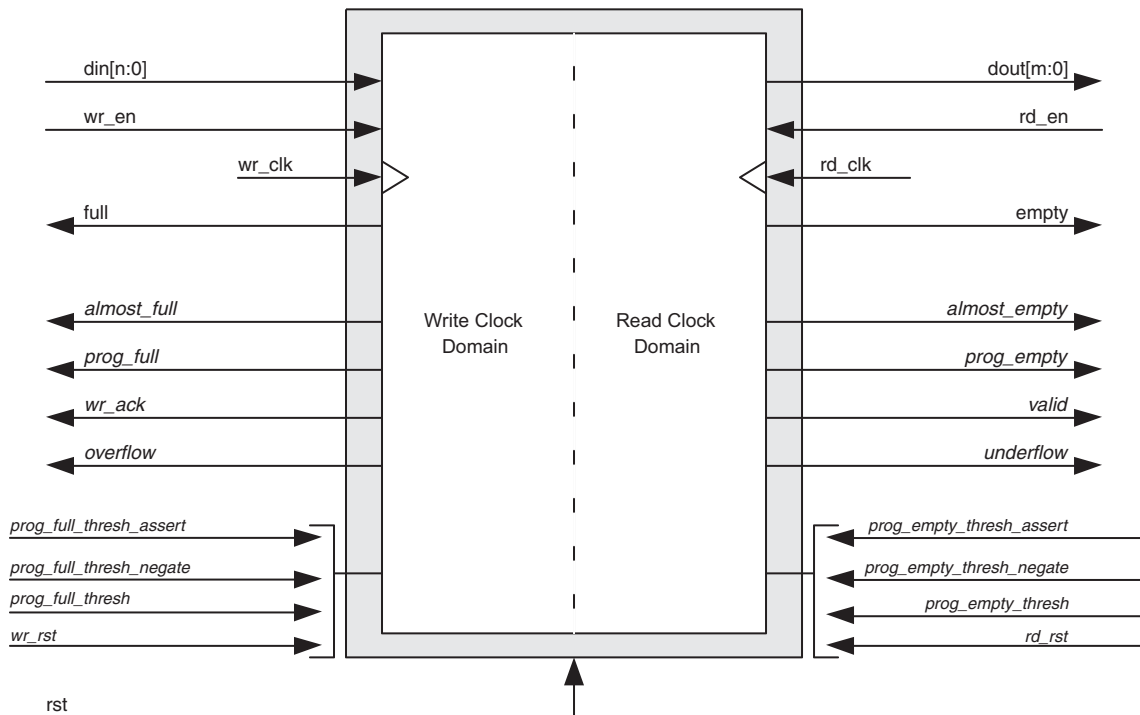 din[n:0]
dout[m:0]
wr_en
rd_en
wr_clk
rd_clk
full
empty
almost_full
Write Clock
Domain
Read Clock
Domain
almost_empty
prog_full
prog_empty
wr_ack
valid
overflow
underflow
prog_full_thresh_assert
prog_empty_thresh_assert
prog_full_thresh_negate
prog_empty_thresh_negate
prog_full_thresh
prog_empty_thresh
wr_rst
rd_rst
rst